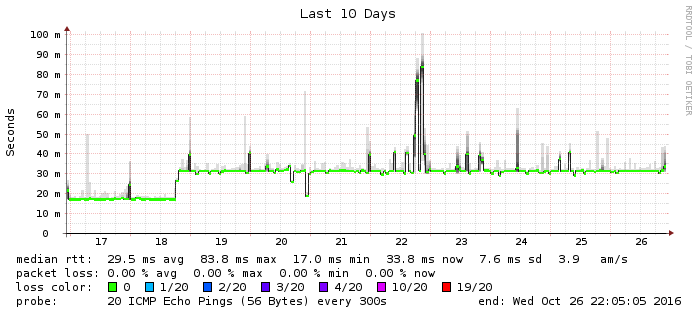 Last 10 Days
RRDTOOL / TOBI OETIKER
Seconds
100 m
90 m
80 m
70 m
60 m
50 m
40 m
30 m
20 m
10 m
0
17 18 19 20 21 22 23 24 25 26
median rtt: 29.5 ms avg 83.8 ms max 17.0 ms min 33.8 ms now 7.6 ms sd 3.9 am/s
packet loss: 0.00 % avg 0.00 % max 0.00 % min 0.00 % now
loss color: 0 1/20 2/20 3/20 4/20 10/20 19/20
probe: 20 ICMP Echo Pings (56 Bytes) every 300s end: Wed Oct 26 22:05:05 2016